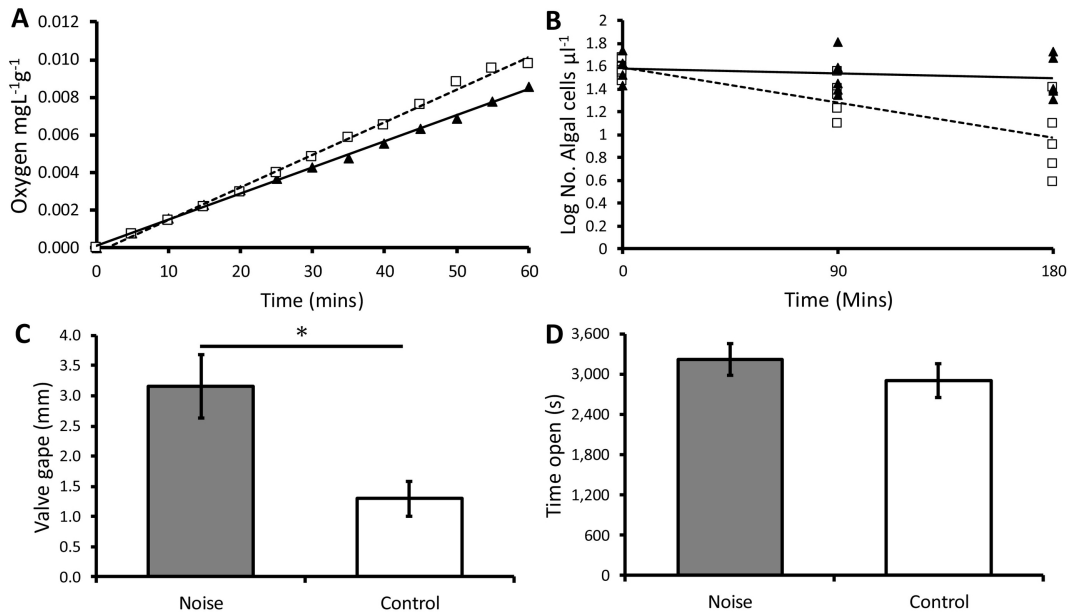 A
Oxygen mgL-1g-1
0.012
0.010
0.008
0.006
0.004
0.002
0.000
0 10 20 30 40 50 60
Time (mins)
B
Log No. Algal cells µl-1
2
1.8
1.6
1.4
1.2
1
0.8
0.6
0.4
0.2
0
0 90 180
Time (Mins)
C
Valve gape (mm)
4.0
3.5
3.0
2.5
2.0
1.5
1.0
0.5
0.0
*
Noise Control
D
Time open (s)
3,600
3,000
2,400
1,800
1,200
600
0
Noise Control